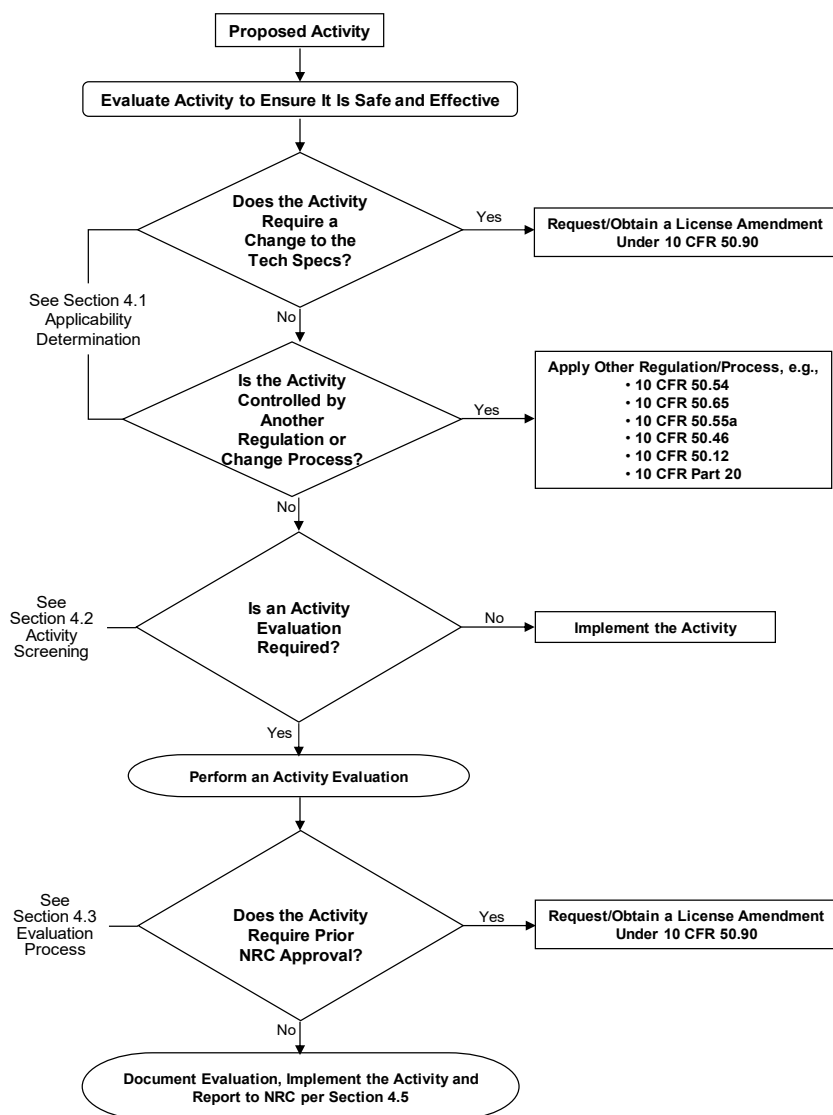 Proposed Activity
Evaluate Activity to Ensure It Is Safe and Effective
Does the Activity
Require a
Change to the
Tech Specs?
Yes
Request/Obtain a License Amendment
Under 10 CFR 50.90
See Section 4.1
Applicability
Determination
No
Is the Activity
Controlled by
Another
Regulation or
Change Process?
Yes
Apply Other Regulation/Process, e.g.,
• 10 CFR 50.54
• 10 CFR 50.65
• 10 CFR 50.55a
• 10 CFR 50.46
• 10 CFR 50.12
• 10 CFR Part 20
No
See
Section 4.2
Activity
Screening
Is an Activity
Evaluation
Required?
No
Implement the Activity
Yes
Perform an Activity Evaluation
See
Section 4.3
Evaluation
Process
Does the Activity
Require Prior
NRC Approval?
Yes
Request/Obtain a License Amendment
Under 10 CFR 50.90
No
Document Evaluation, Implement the Activity and
Report to NRC per Section 4.5